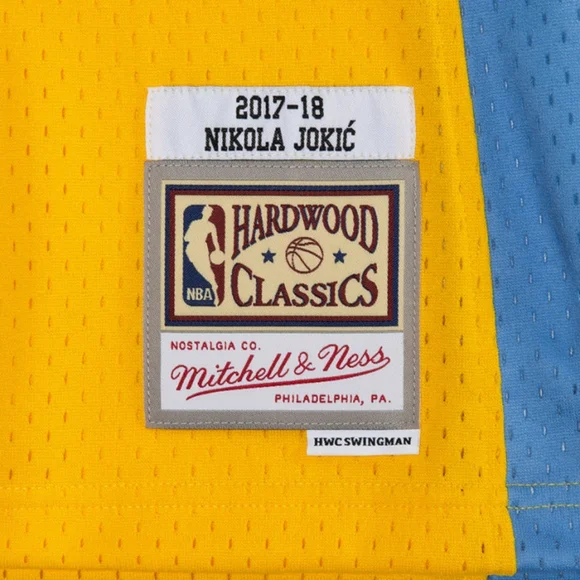 2017-18
NIKOLA JOKIĆ
HARDWOOD
NBA
CLASSICS
NOSTALGIA CO.
Mitchell & Ness
PHILADELPHIA, PA.
HWC SWINGMAN